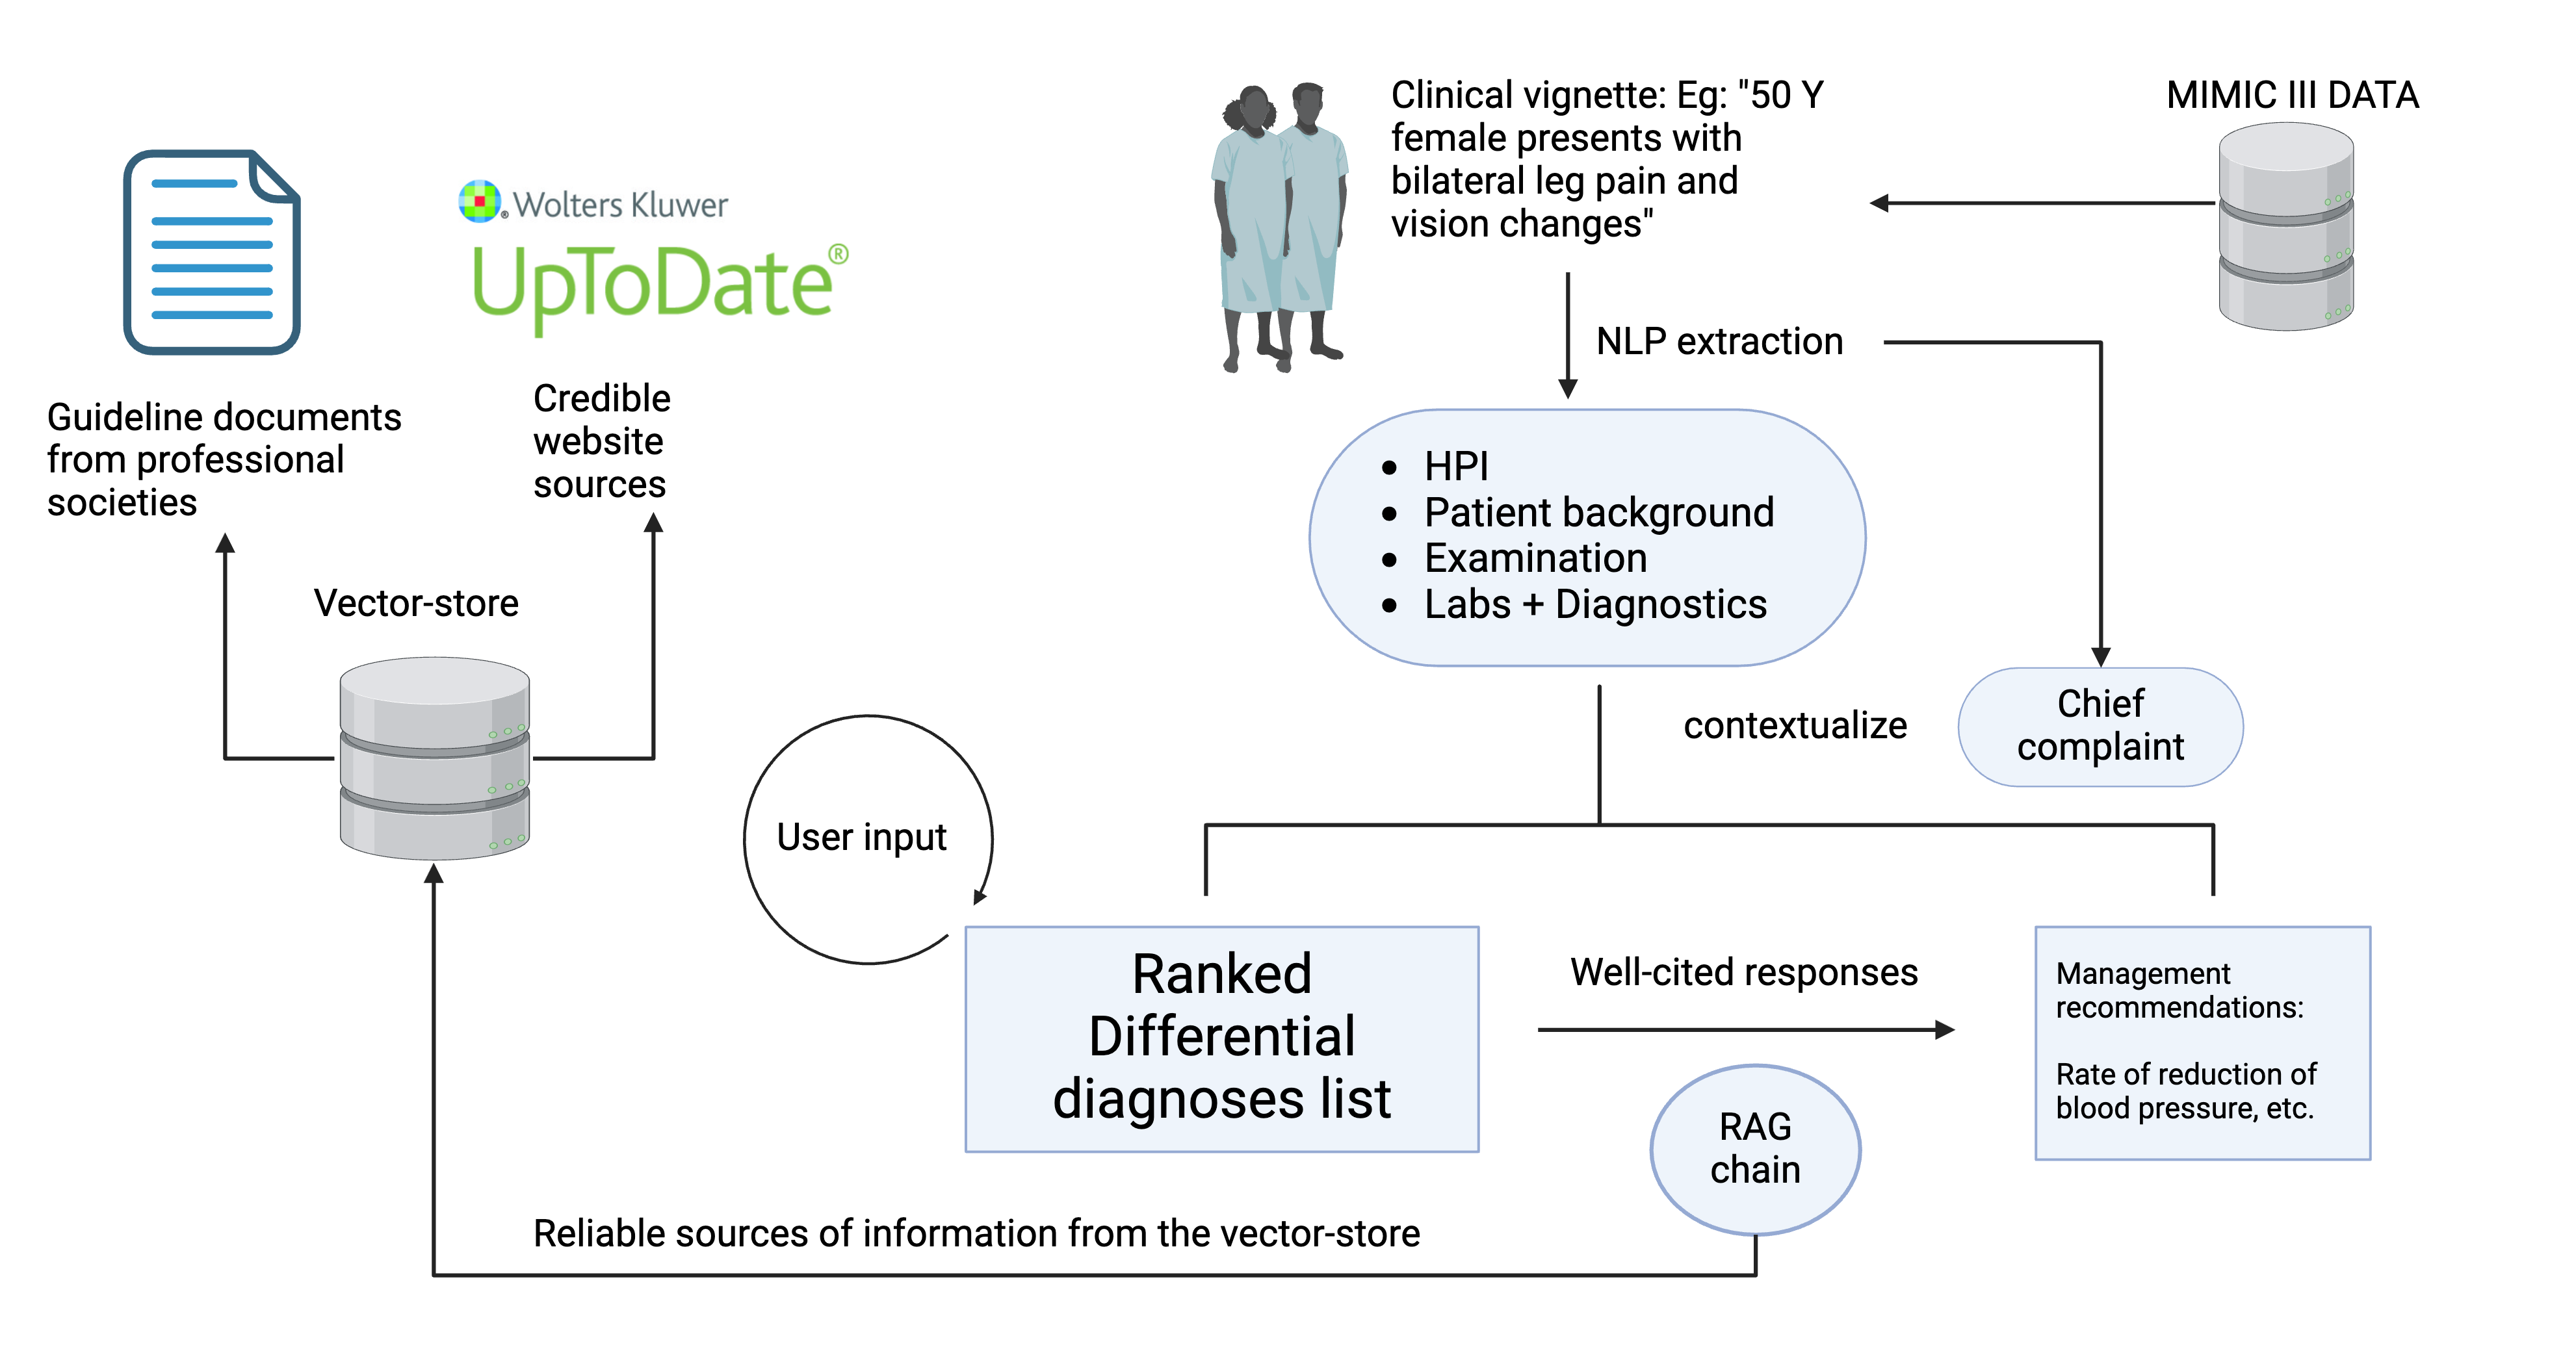 Wolters Kluwer
UpToDate®
Guideline documents
from professional
societies
Credible
website
sources
Vector-store
Clinical vignette: Eg: "50 Y
female presents with
bilateral leg pain and
vision changes"
MIMIC III DATA
NLP extraction
• HPI
• Patient background
• Examination
• Labs + Diagnostics
contextualize
Chief
complaint
User input
Ranked
Differential
diagnoses list
Well-cited responses
RAG
chain
Management
recommendations:
Rate of reduction of
blood pressure, etc.
Reliable sources of information from the vector-store